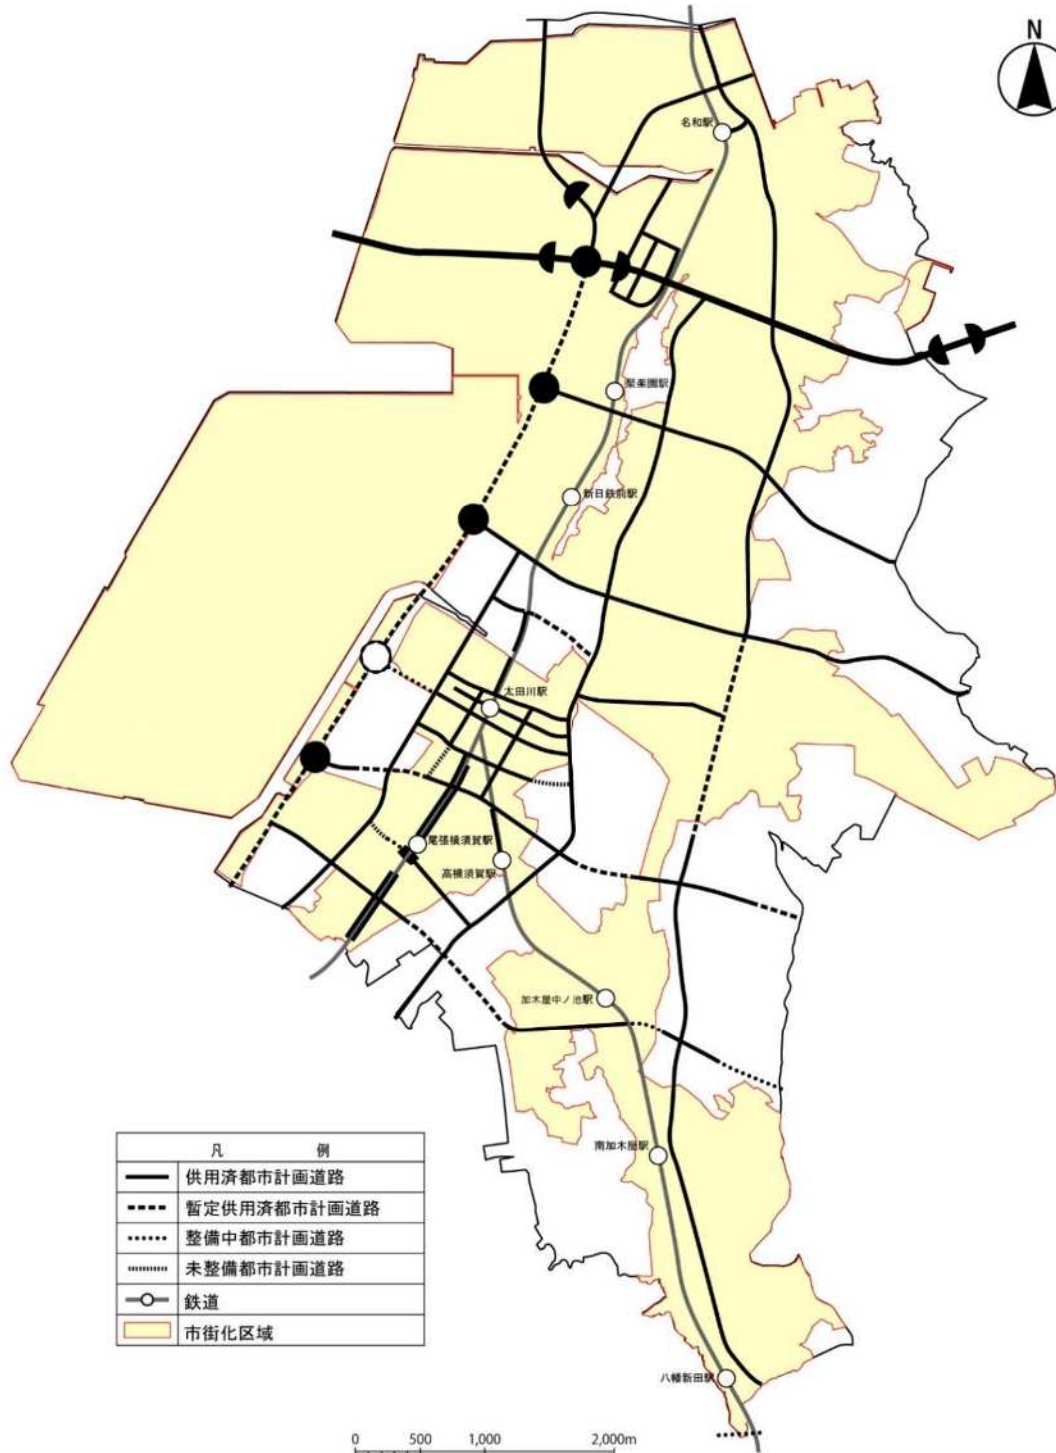 N
名和駅
聚楽園駅
新日鉄前駅
太田川駅
尾張横須賀駅
高横須賀駅
加木屋中ノ池駅
南加木屋駅
八幡新田駅
凡 例
供用済都市計画道路
暫定供用済都市計画道路
整備中都市計画道路
未整備都市計画道路
鉄道
市街化区域
0 500 1,000 2,000m